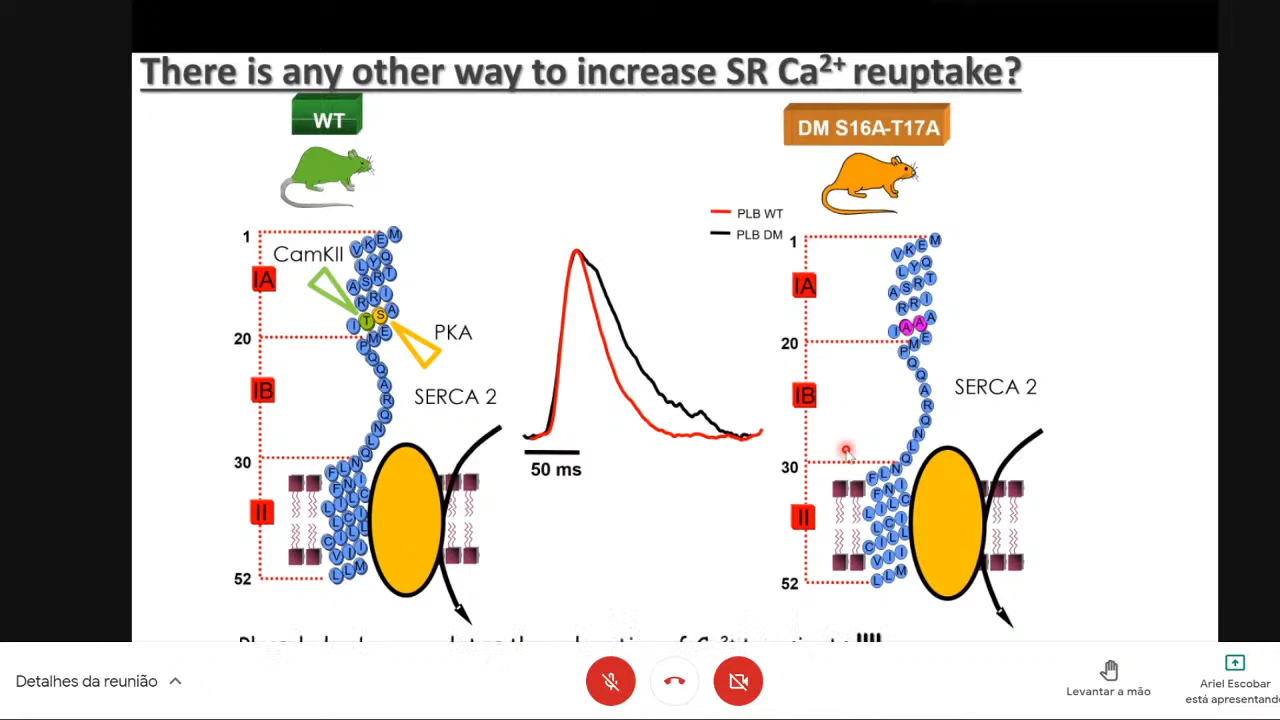 There is any other way to increase SR Ca²⁺ reuptake?
WT
DM S16A-T17A
PLB WT
PLB DM
1
CamKII
IA
20
PKA
IB
SERCA 2
30
II
52
50 ms
1
IA
20
IB
SERCA 2
30
II
52
Detalhes da reunião
Levantar a mão
Ariel Escobar
está apresentando